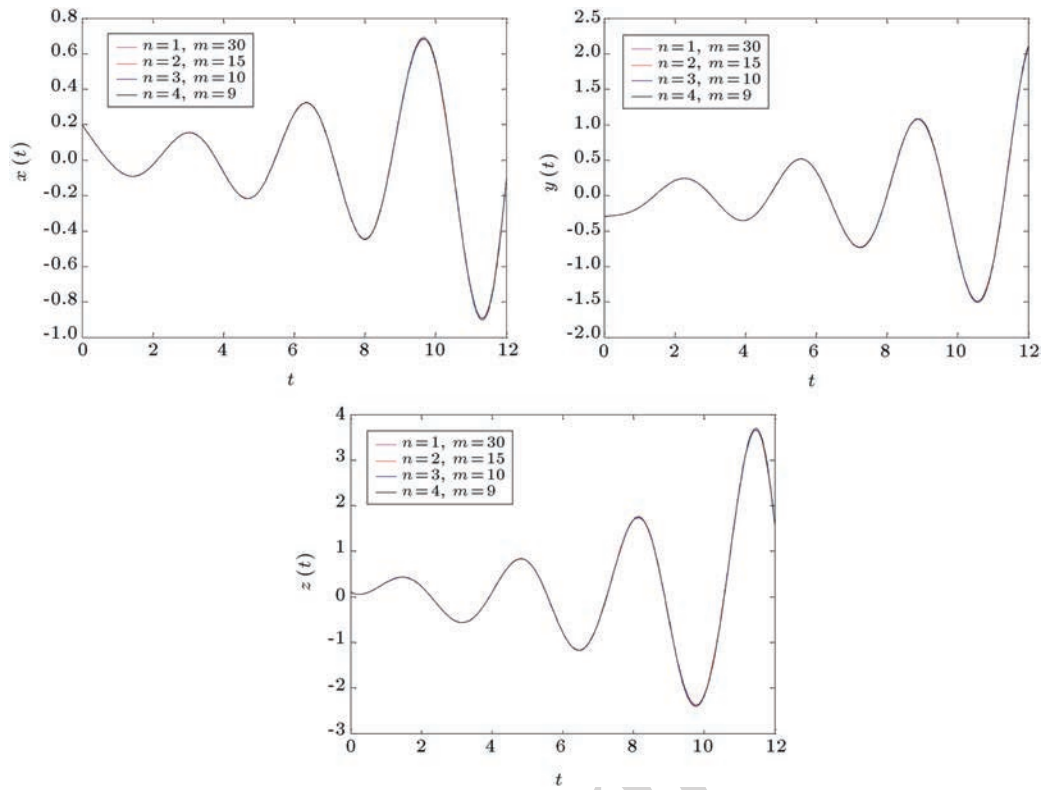 0.8
0.6
0.4
0.2
0.0
-0.2
-0.4
-0.6
-0.8
-1.0
x (t)
n=1, m=30
n=2, m=15
n=3, m=10
n=4, m=9
0 2 4 6 8 10 12
t
2.5
2.0
1.5
1.0
0.5
0.0
-0.5
-1.0
-1.5
-2.0
y (t)
n=1, m=30
n=2, m=15
n=3, m=10
n=4, m=9
0 2 4 6 8 10 12
t
4
3
2
1
0
-1
-2
-3
z (t)
n=1, m=30
n=2, m=15
n=3, m=10
n=4, m=9
0 2 4 6 8 10 12
t